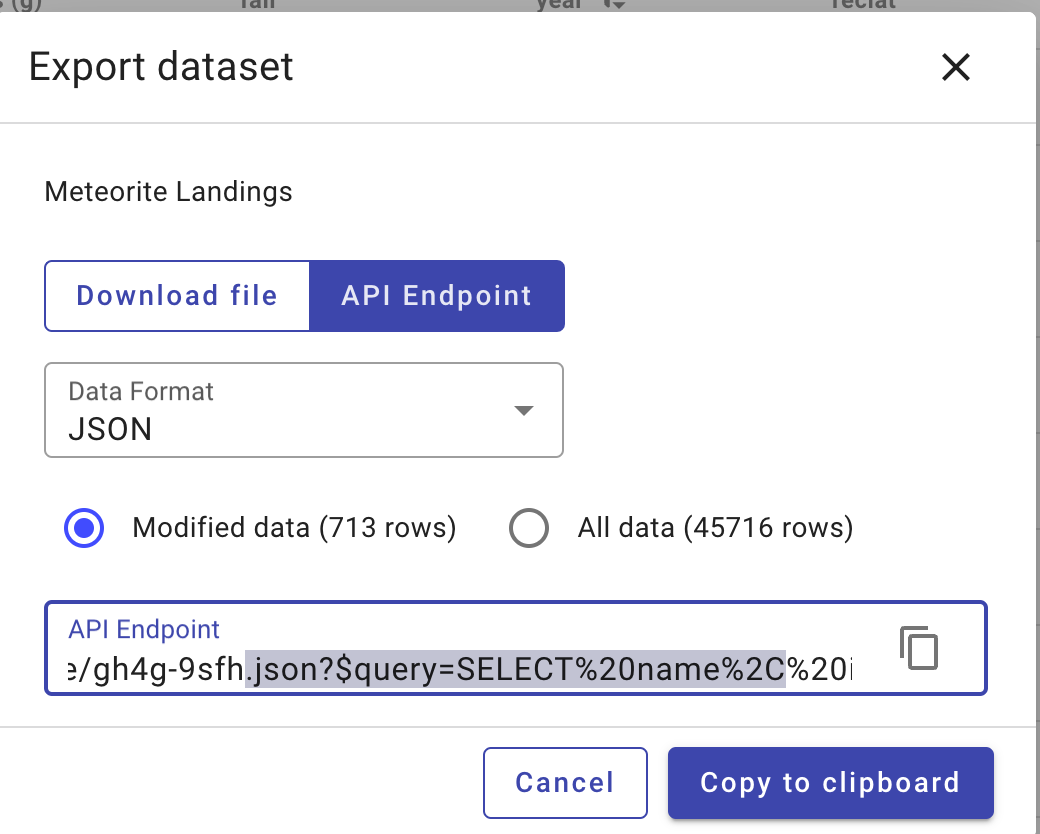 (g) fall year reclat
Export dataset
Meteorite Landings
Download file API Endpoint
Data Format
JSON
Modified data (713 rows) All data (45716 rows)
API Endpoint
e/gh4g-9sfh.json?$query=SELECT%20name%2C%20i
Cancel Copy to clipboard